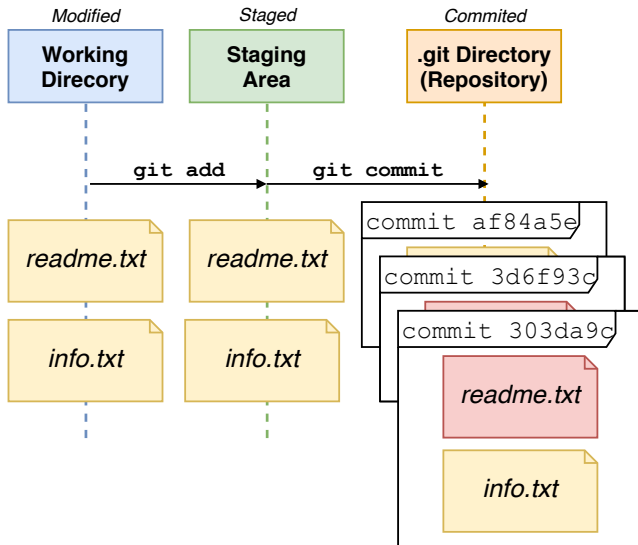 Modified
Staged
Commited
Working
Direcory
Staging
Area
.git Directory
(Repository)
git add
git commit
readme.txt
readme.txt
commit af84a5e
commit 3d6f93c
commit 303da9c
info.txt
info.txt
readme.txt
info.txt